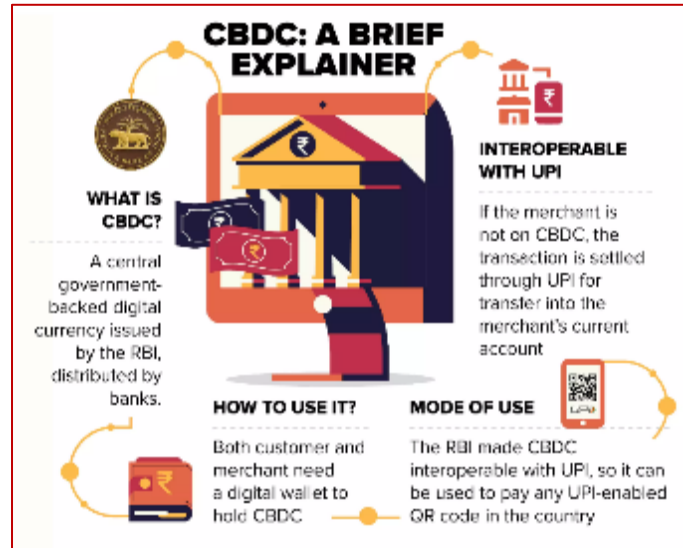 CBDC: A BRIEF
EXPLAINER
WHAT IS
CBDC?
A central
government-
backed digital
currency issued
by the RBI,
distributed by
banks.
INTEROPERABLE
WITH UPI
If the merchant is
not on CBDC, the
transaction is settled
through UPI for
transfer into the
merchant's current
account
HOW TO USE IT?
Both customer and
merchant need
a digital wallet to
hold CBDC
MODE OF USE
The RBI made CBDC
interoperable with UPI, so it can
be used to pay any UPI-enabled
QR code in the country
₹
₹
₹
₹
₹
UPI